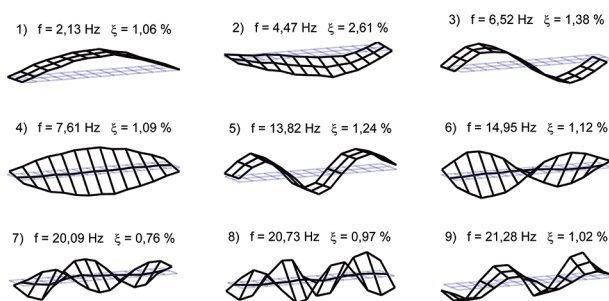 1) f = 2,13 Hz ξ = 1,06 %
2) f = 4,47 Hz ξ = 2,61 %
3) f = 6,52 Hz ξ = 1,38 %
4) f = 7,61 Hz ξ = 1,09 %
5) f = 13,82 Hz ξ = 1,24 %
6) f = 14,95 Hz ξ = 1,12 %
7) f = 20,09 Hz ξ = 0,76 %
8) f = 20,73 Hz ξ = 0,97 %
9) f = 21,28 Hz ξ = 1,02 %